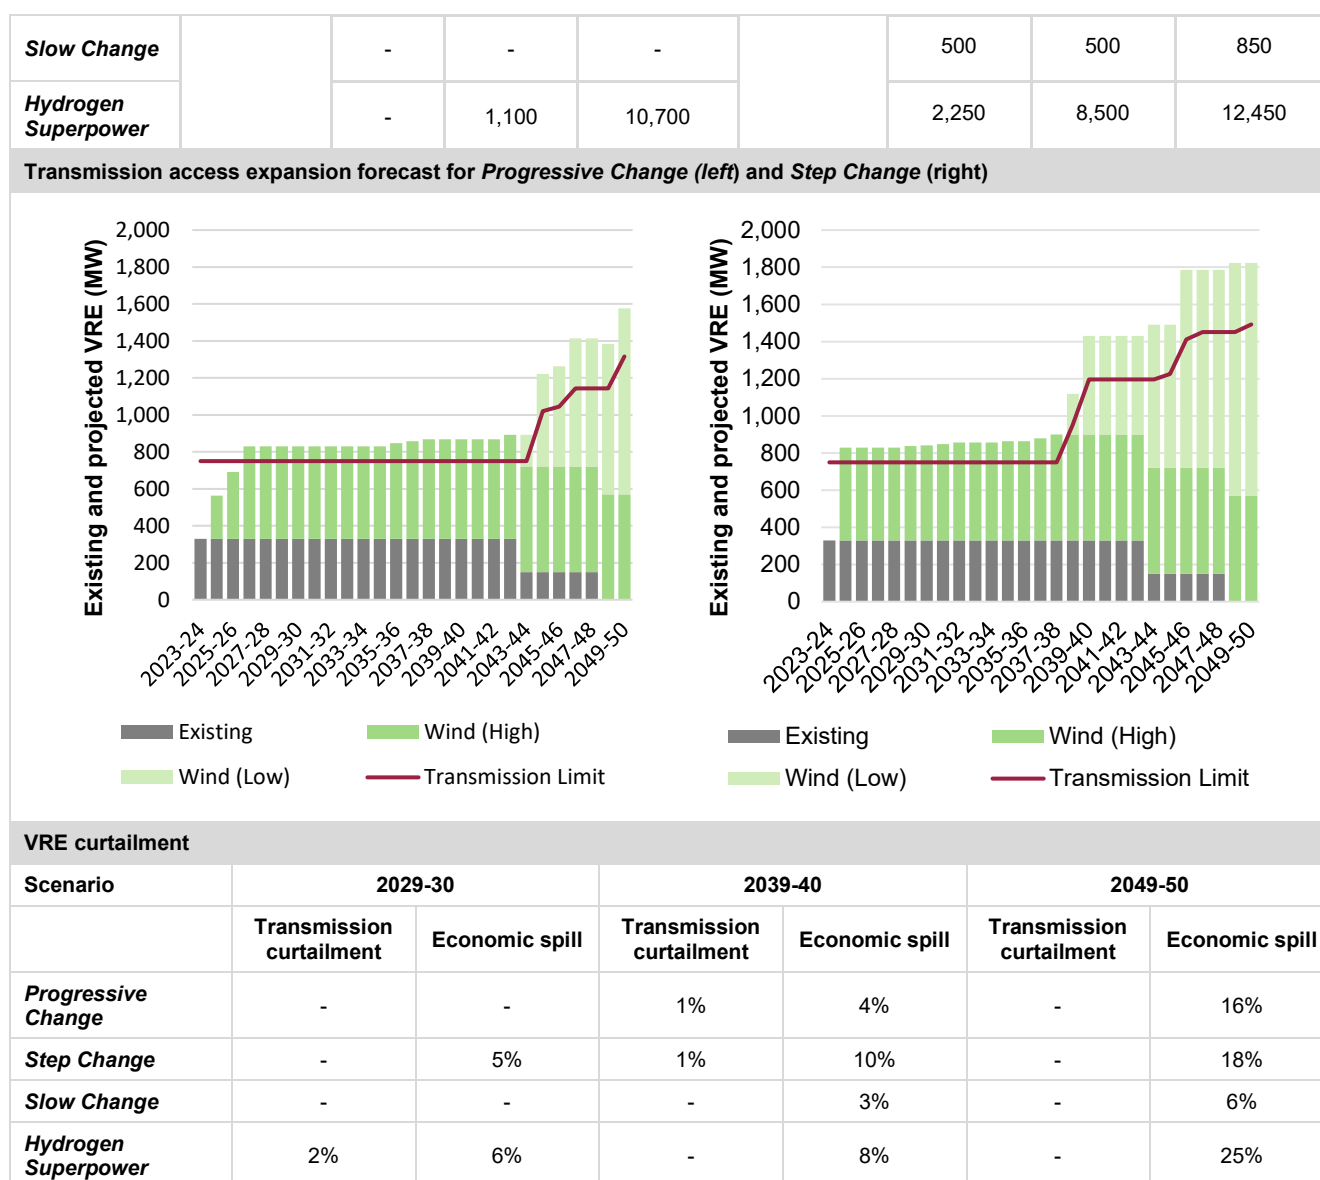 Slow Change - - - 500 500 850
Hydrogen
Superpower - 1,100 10,700 2,250 8,500 12,450
Transmission access expansion forecast for Progressive Change (left) and Step Change (right)
Existing and projected VRE (MW)
2,000
1,800
1,600
1,400
1,200
1,000
800
600
400
200
0
2023-24
2025-26
2027-28
2029-30
2031-32
2033-34
2035-36
2037-38
2039-40
2041-42
2043-44
2045-46
2047-48
2049-50
Existing
Wind (High)
Wind (Low)
Transmission Limit
Existing and projected VRE (MW)
2,000
1,800
1,600
1,400
1,200
1,000
800
600
400
200
0
2023-24
2025-26
2027-28
2029-30
2031-32
2033-34
2035-36
2037-38
2039-40
2041-42
2043-44
2045-46
2047-48
2049-50
Existing
Wind (High)
Wind (Low)
Transmission Limit
VRE curtailment
Scenario 2029-30 2039-40 2049-50
Transmission curtailment Economic spill Transmission curtailment Economic spill Transmission curtailment Economic spill
Progressive
Change - - 1% 4% - 16%
Step Change - 5% 1% 10% - 18%
Slow Change - - - 3% - 6%
Hydrogen
Superpower 2% 6% - 8% - 25%